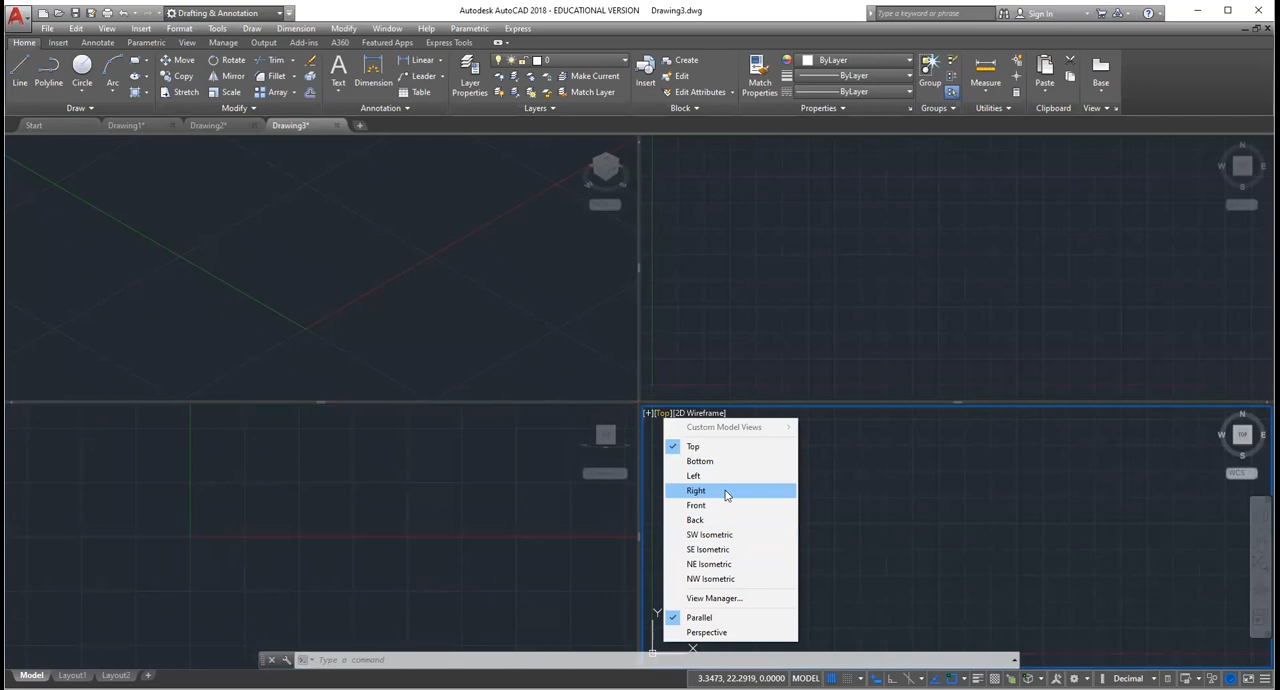 Drafting & Annotation
Autodesk AutoCAD 2018 - EDUCATIONAL VERSION Drawing3.dwg
Type a keyword or phrase
Sign In
File Edit View Insert Format Tools Draw Dimension Modify Window Help Parametric Express
Home Insert Annotate Parametric View Manage Output Add-ins A360 Featured Apps Express Tools
Line Polyline Circle Arc
Move Rotate Trim
Copy Mirror Fillet
Stretch Scale Array
Text Dimension
Linear
Leader
Table
Layer Properties
0
Make Current
Match Layer
Insert
Create
Edit
Edit Attributes
Match Properties
ByLayer
ByLayer
ByLayer
Group
Measure
Paste
Base
Draw Modify Annotation Layers Block Properties Groups Utilities Clipboard View
Start Drawing1* Drawing2* Drawing3*
N
W E
S
[+][Top][2D Wireframe]
Custom Model Views
Top
Bottom
Left
Right
Front
Back
SW Isometric
SE Isometric
NE Isometric
NW Isometric
View Manager...
Parallel
Perspective
N
W TOP E
S
WCS
Y
X
Type a command
Model Layout1 Layout2
3.3473, 22.2919, 0.0000 MODEL
Decimal